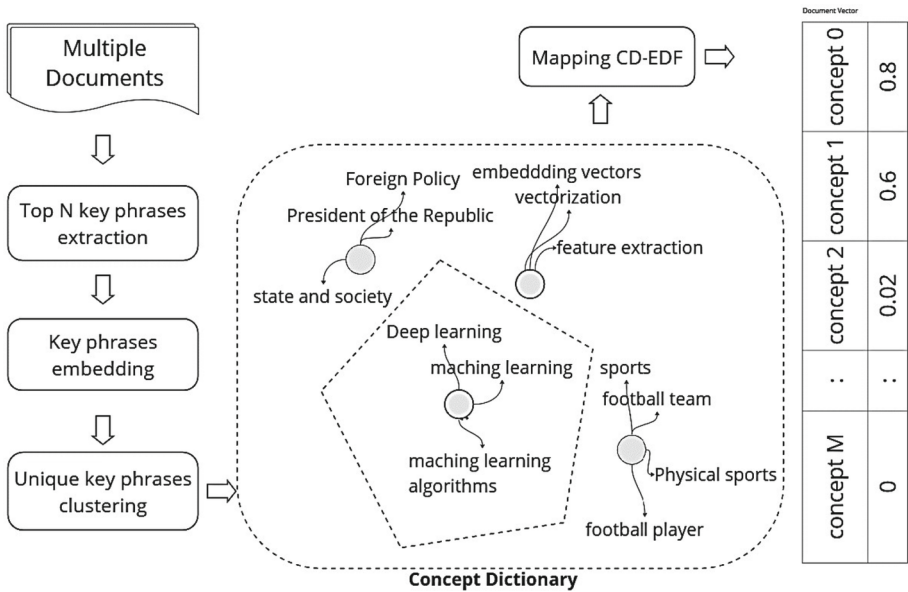 Multiple
Documents
Top N key phrases
extraction
Key phrases
embedding
Unique key phrases
clustering
Foreign Policy
President of the Republic
state and society
embeddding vectors
vectorization
feature extraction
Deep learning
maching learning
maching learning
algorithms
sports
football team
Physical sports
football player
Concept Dictionary
Mapping CD-EDF
Document Vector
concept 0
0.8
concept 1
0.6
concept 2
0.02
:
:
concept M
0